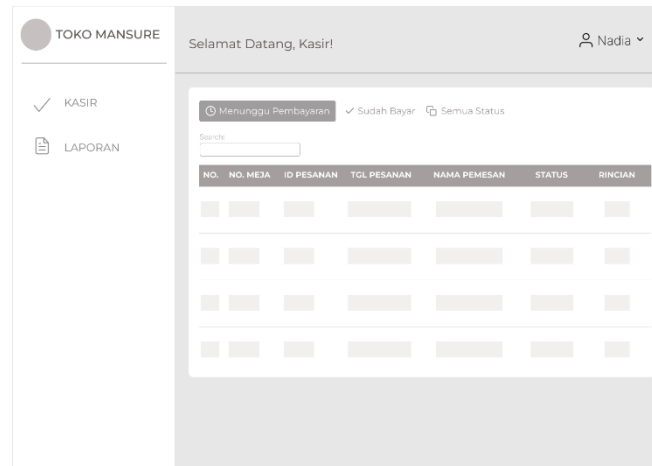 TOKO MANSURE
Selamat Datang, Kasir!
Nadia
KASIR
LAPORAN
Menunggu Pembayaran
Sudah Bayar
Semua Status
Search:
NO. NO. MEJA ID PESANAN TGL PESANAN NAMA PEMESAN STATUS RINCIAN